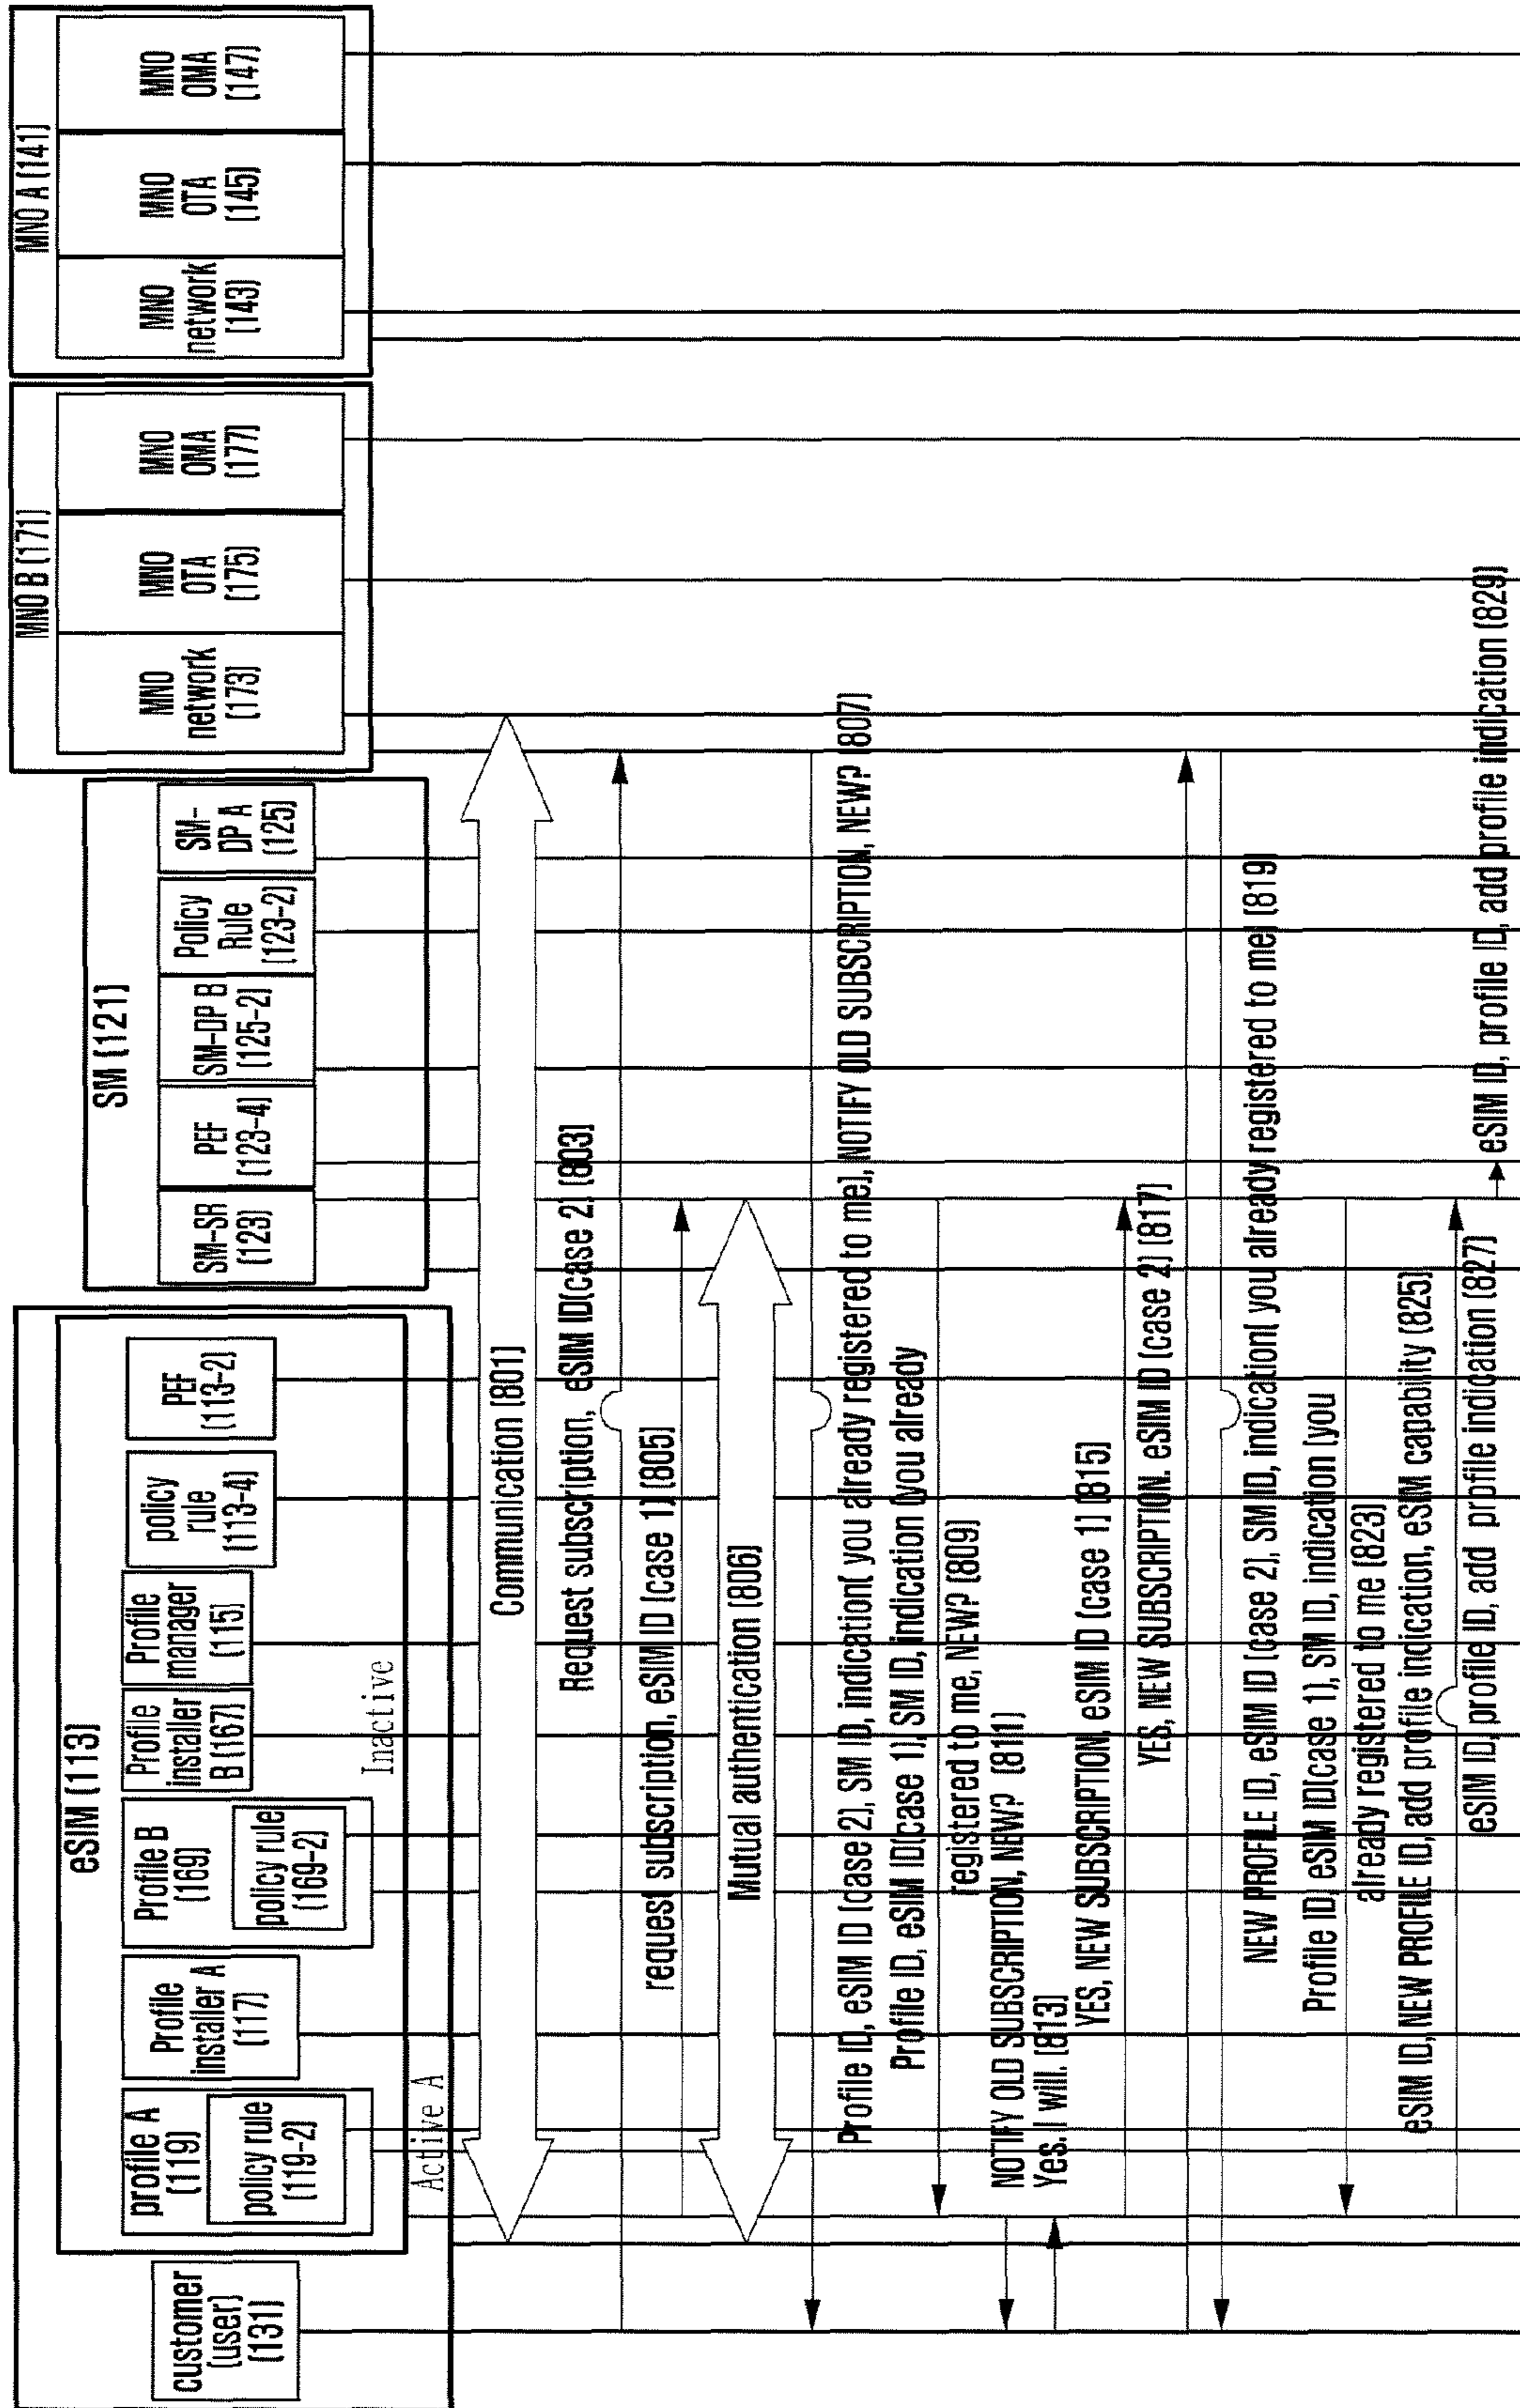 customer
(user)
(131)
eSIM (113)
profile A
(119)
policy rule
(119-2)
Profile
installer A
(117)
Profile B
(169)
policy rule
(169-2)
Profile
installer
B (167)
Profile
manager
(115)
policy
rule
(113-4)
PEF
(113-2)
Active A
Inactive
SM (121)
SM-SR
(123)
PEF
(123-4)
SM-DP B
(125-2)
Policy
Rule
(123-2)
SM-
DP A
(125)
MNO B (171)
MNO
network
(173)
MNO
OTA
(175)
MNO
OMA
(177)
MNO A (141)
MNO
network
(143)
MNO
OTA
(145)
MNO
OMA
(147)
Communication (801)
Request subscription, eSIM ID(case 2) (803)
request subscription, eSIM ID (case 1) (805)
Mutual authentication (806)
Profile ID, eSIM ID (case 2), SM ID, indication( you already registered to me), NOTIFY OLD SUBSCRIPTION, NEW? (807)
Profile ID, eSIM ID(case 1), SM ID, indication (you already
registered to me, NEW? (809)
NOTIFY OLD SUBSCRIPTION, NEW? (811)
Yes. I will. (813)
YES, NEW SUBSCRIPTION, eSIM ID (case 1) (815)
YES, NEW SUBSCRIPTION. eSIM ID (case 2) (817)
NEW PROFILE ID, eSIM ID (case 2), SM ID, indication( you already registered to me) (819)
Profile ID, eSIM ID(case 1), SM ID, indication (you
already registered to me (823)
eSIM ID, NEW PROFILE ID, add profile indication, eSIM capability (825)
eSIM ID, profile ID, add profile indication (827)
eSIM ID, profile ID, add profile indication (829)